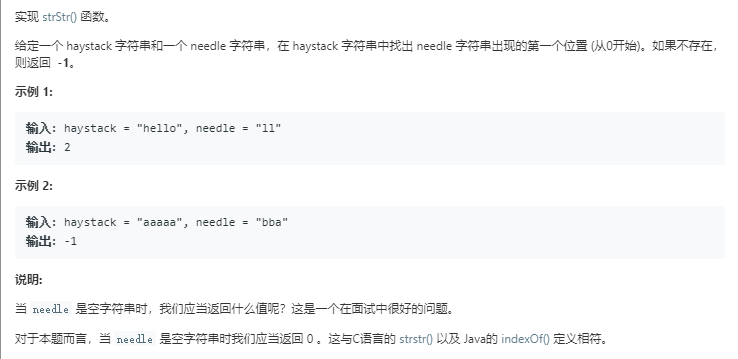 实现 strStr() 函数。
给定一个 haystack 字符串和一个 needle 字符串，在 haystack 字符串中找出 needle 字符串出现的第一个位置 (从0开始)。如果不存在，
则返回  -1。
示例 1:
输入: haystack = "hello", needle = "ll"
输出: 2
示例 2:
输入: haystack = "aaaaa", needle = "bba"
输出: -1
说明:
当 needle 是空字符串时，我们应当返回什么值呢？这是一个在面试中很好的问题。
对于本题而言，当 needle 是空字符串时我们应当返回 0 。这与C语言的 strstr() 以及 Java的 indexOf() 定义相符。